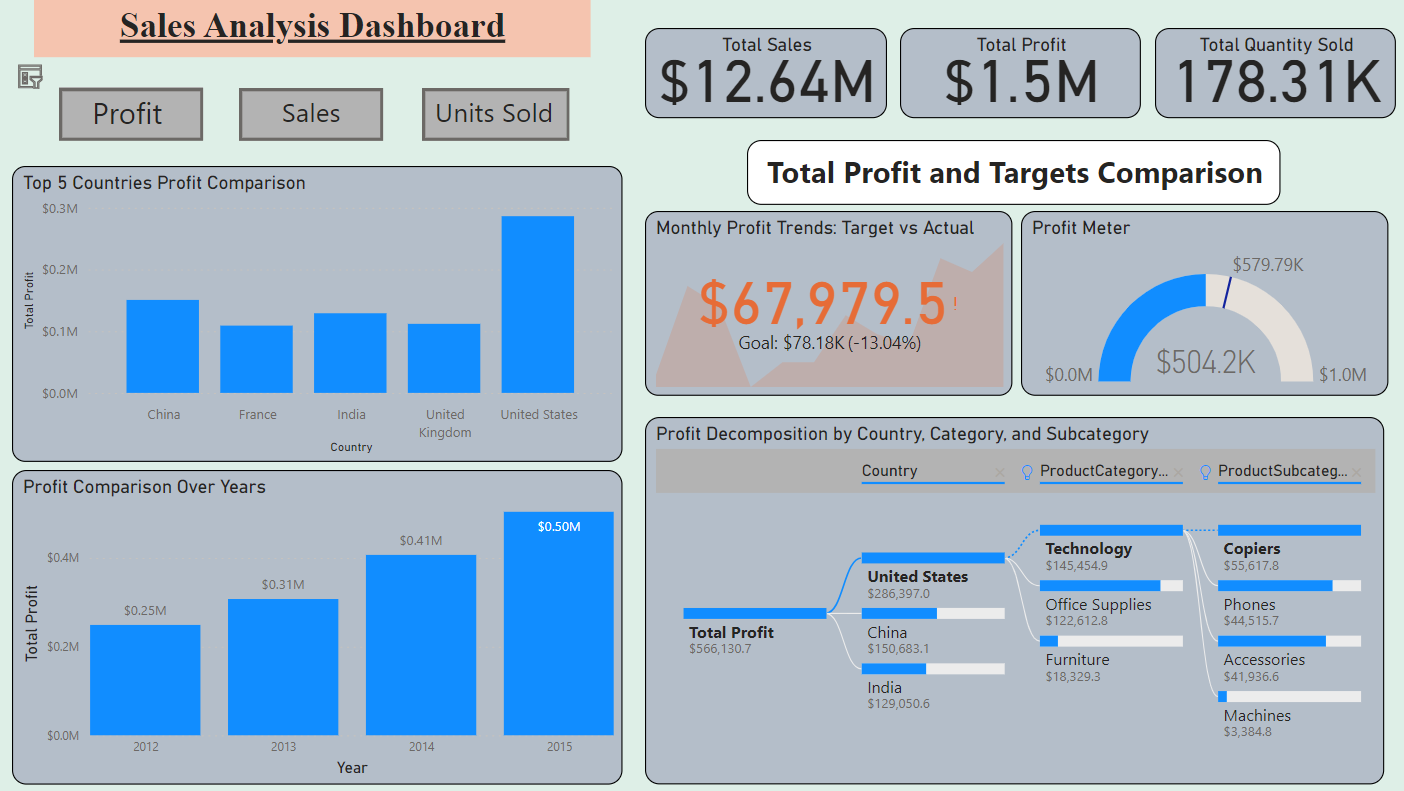 Sales Analysis Dashboard
Profit
Sales
Units Sold
Total Sales
$12.64M
Total Profit
$1.5M
Total Quantity Sold
178.31K
Top 5 Countries Profit Comparison
Total Profit
$0.3M
$0.2M
$0.1M
$0.0M
China
France
India
United
Kingdom
United States
Country
Profit Comparison Over Years
Total Profit
$0.4M
$0.2M
$0.0M
$0.25M
$0.31M
$0.41M
$0.50M
2012
2013
2014
2015
Year
Total Profit and Targets Comparison
Monthly Profit Trends: Target vs Actual
$67,979.5!
Goal: $78.18K (-13.04%)
Profit Meter
$579.79K
$504.2K
$0.0M
$1.0M
Profit Decomposition by Country, Category, and Subcategory
Country
ProductCategory...
ProductSubcateg...
Total Profit
$566,130.7
United States
$286,397.0
China
$150,683.1
India
$129,050.6
Technology
$145,454.9
Office Supplies
$122,612.8
Furniture
$18,329.3
Copiers
$55,617.8
Phones
$44,515.7
Accessories
$41,936.6
Machines
$3,384.8